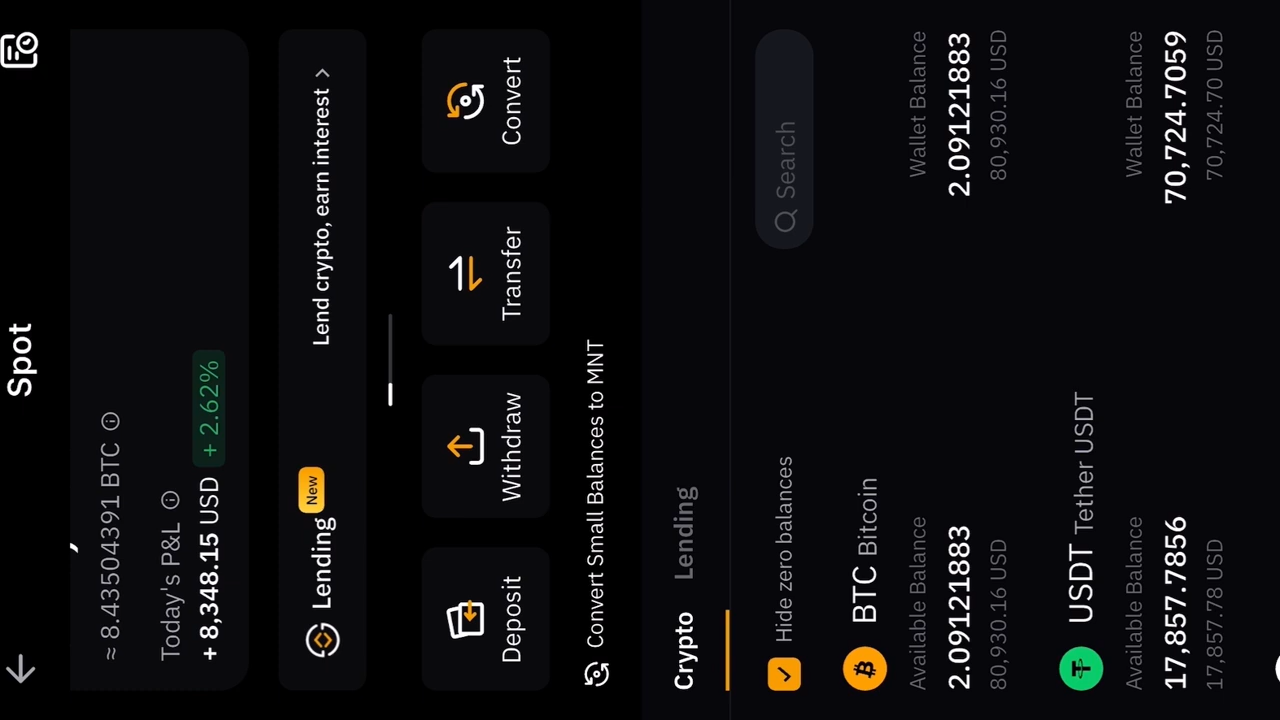 Spot
≈ 8.43504391 BTC
Today's P&L
+ 8,348.15 USD + 2.62%
Lending New Lend crypto, earn interest >
Deposit Withdraw Transfer Convert
Convert Small Balances to MNT
Crypto Lending
Hide zero balances Search
BTC Bitcoin
Available Balance Wallet Balance
2.09121883 2.09121883
80,930.16 USD 80,930.16 USD
USDT Tether USDT
Available Balance Wallet Balance
17,857.7856 70,724.7059
17,857.78 USD 70,724.70 USD